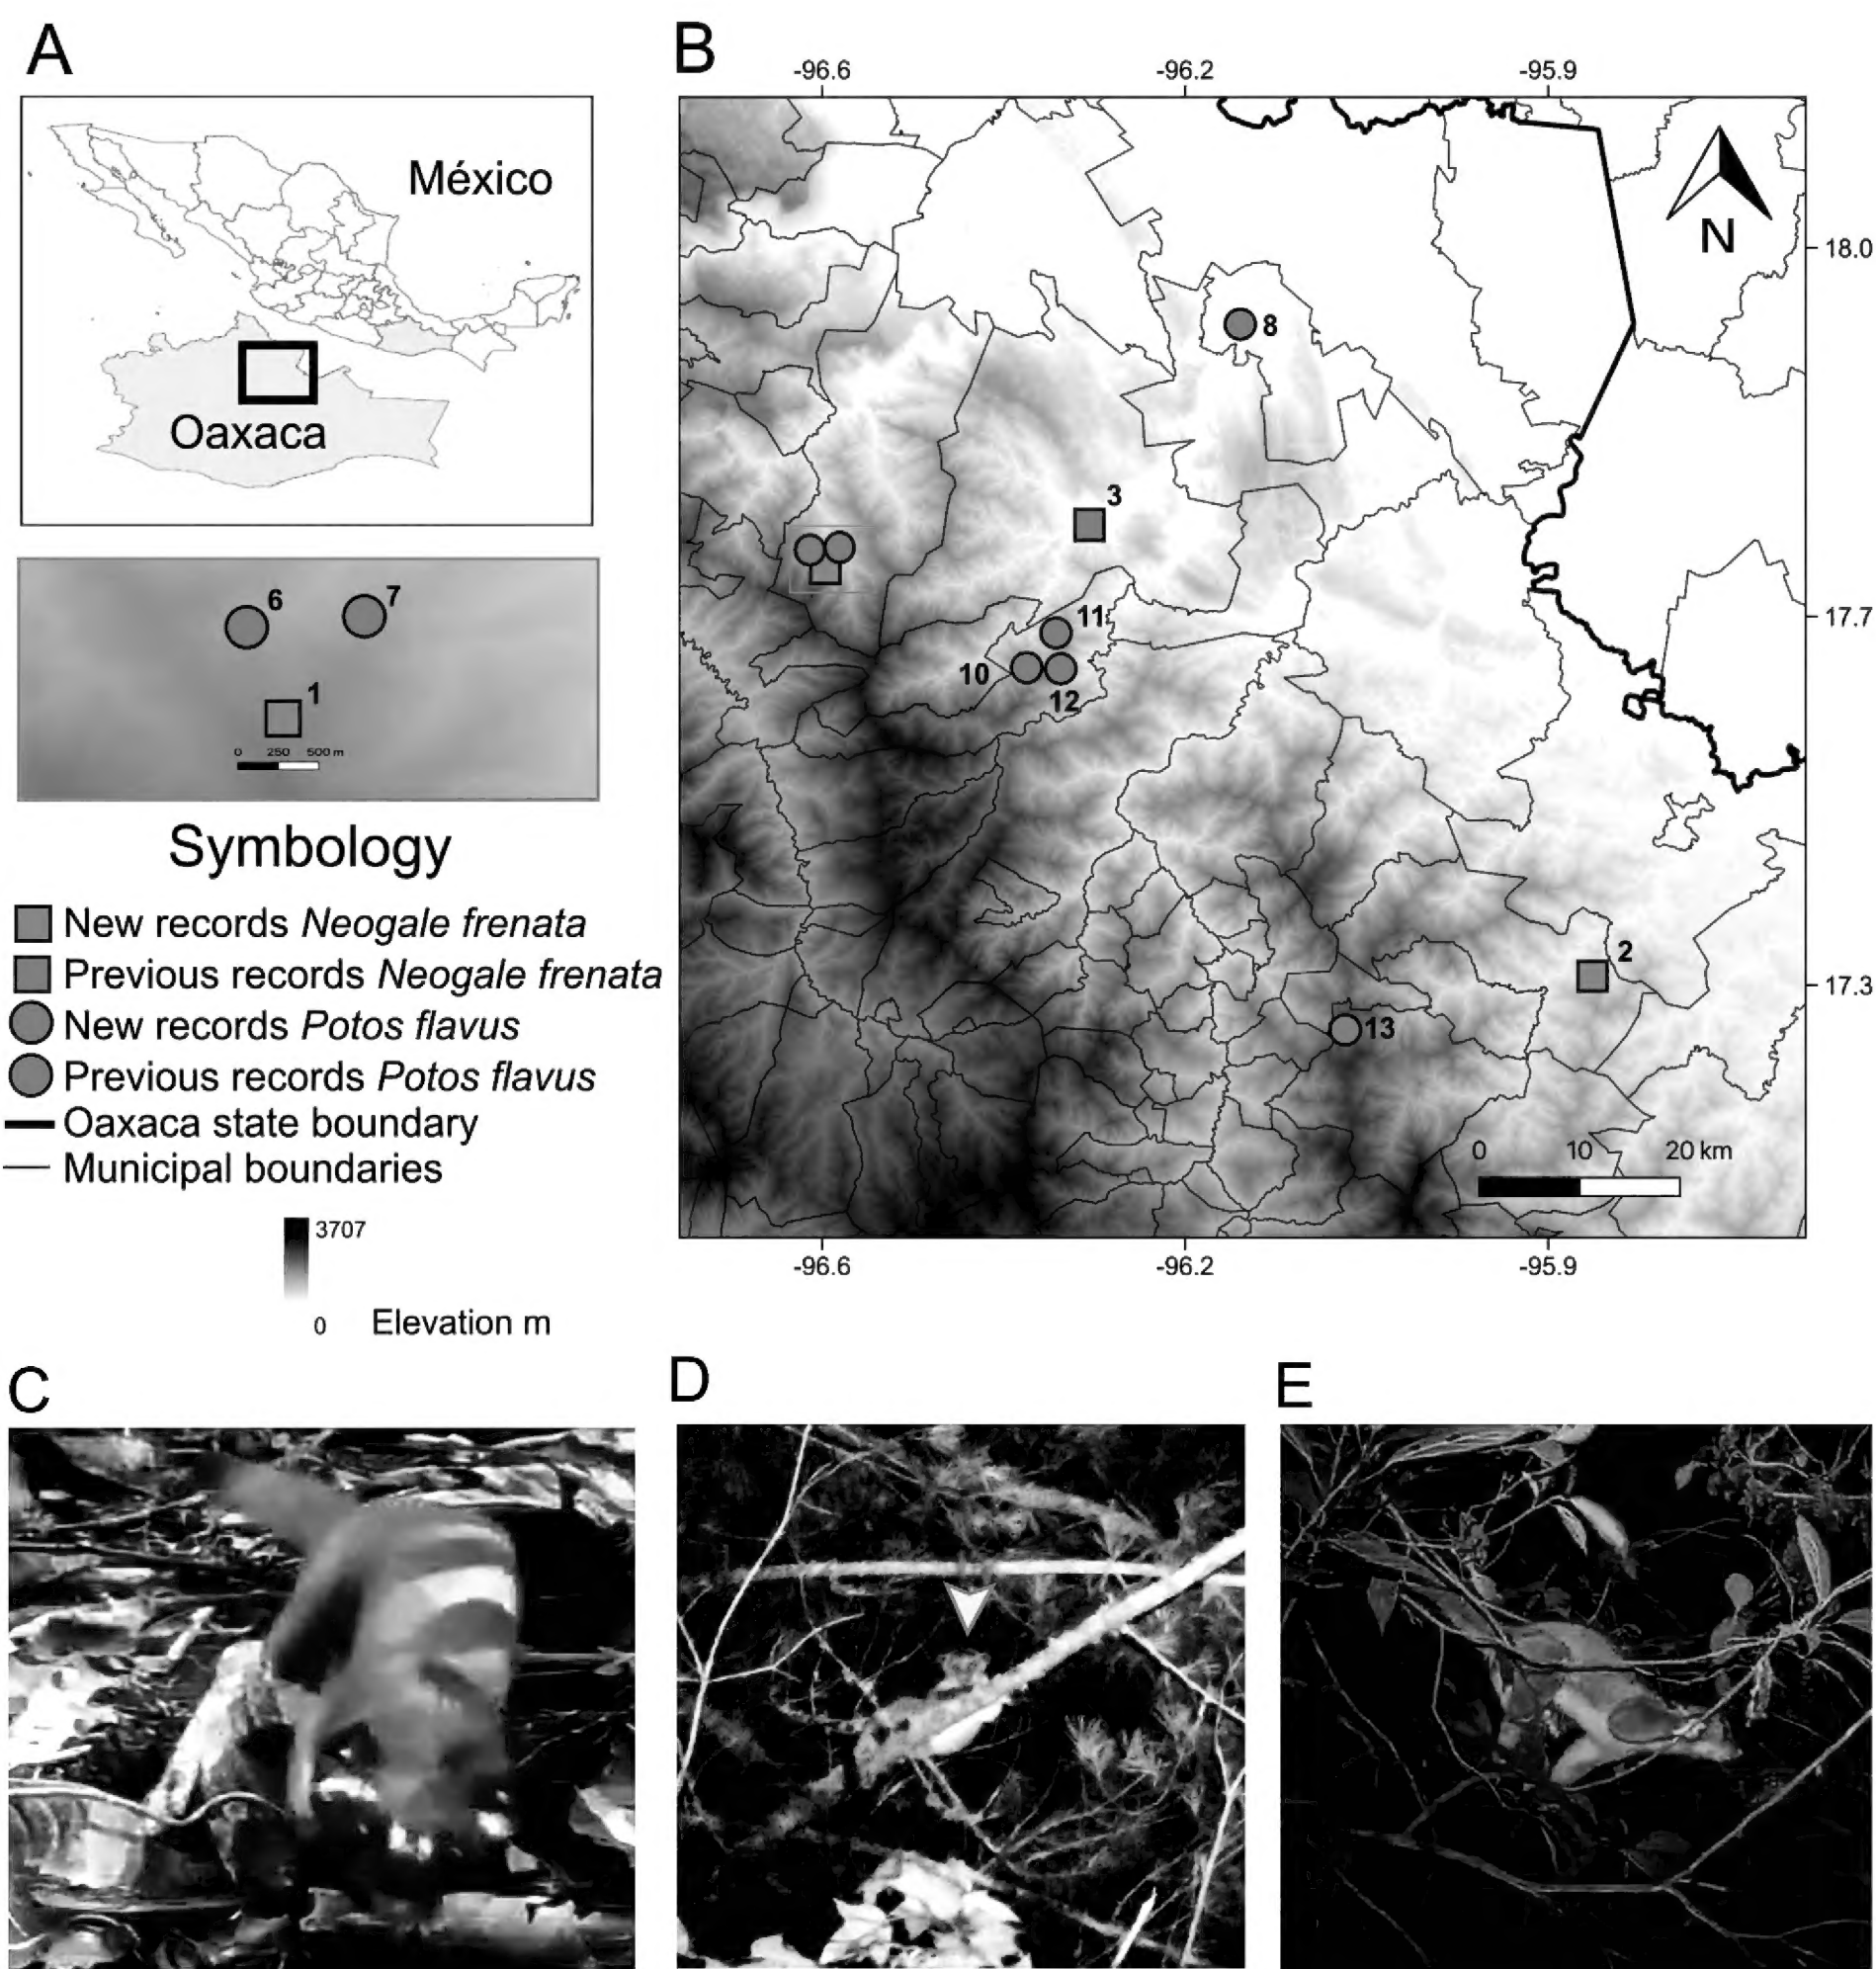 A
México
Oaxaca
6
7
1
0 250 500 m
Symbology
New records Neogale frenata
Previous records Neogale frenata
New records Potos flavus
Previous records Potos flavus
Oaxaca state boundary
Municipal boundaries
3707
0
Elevation m
B
-96.6 -96.2 -95.9
N
18.0
8
3
17.7
11
10
12
2
17.3
13
0 10 20 km
-96.6 -96.2 -95.9
C
D
E